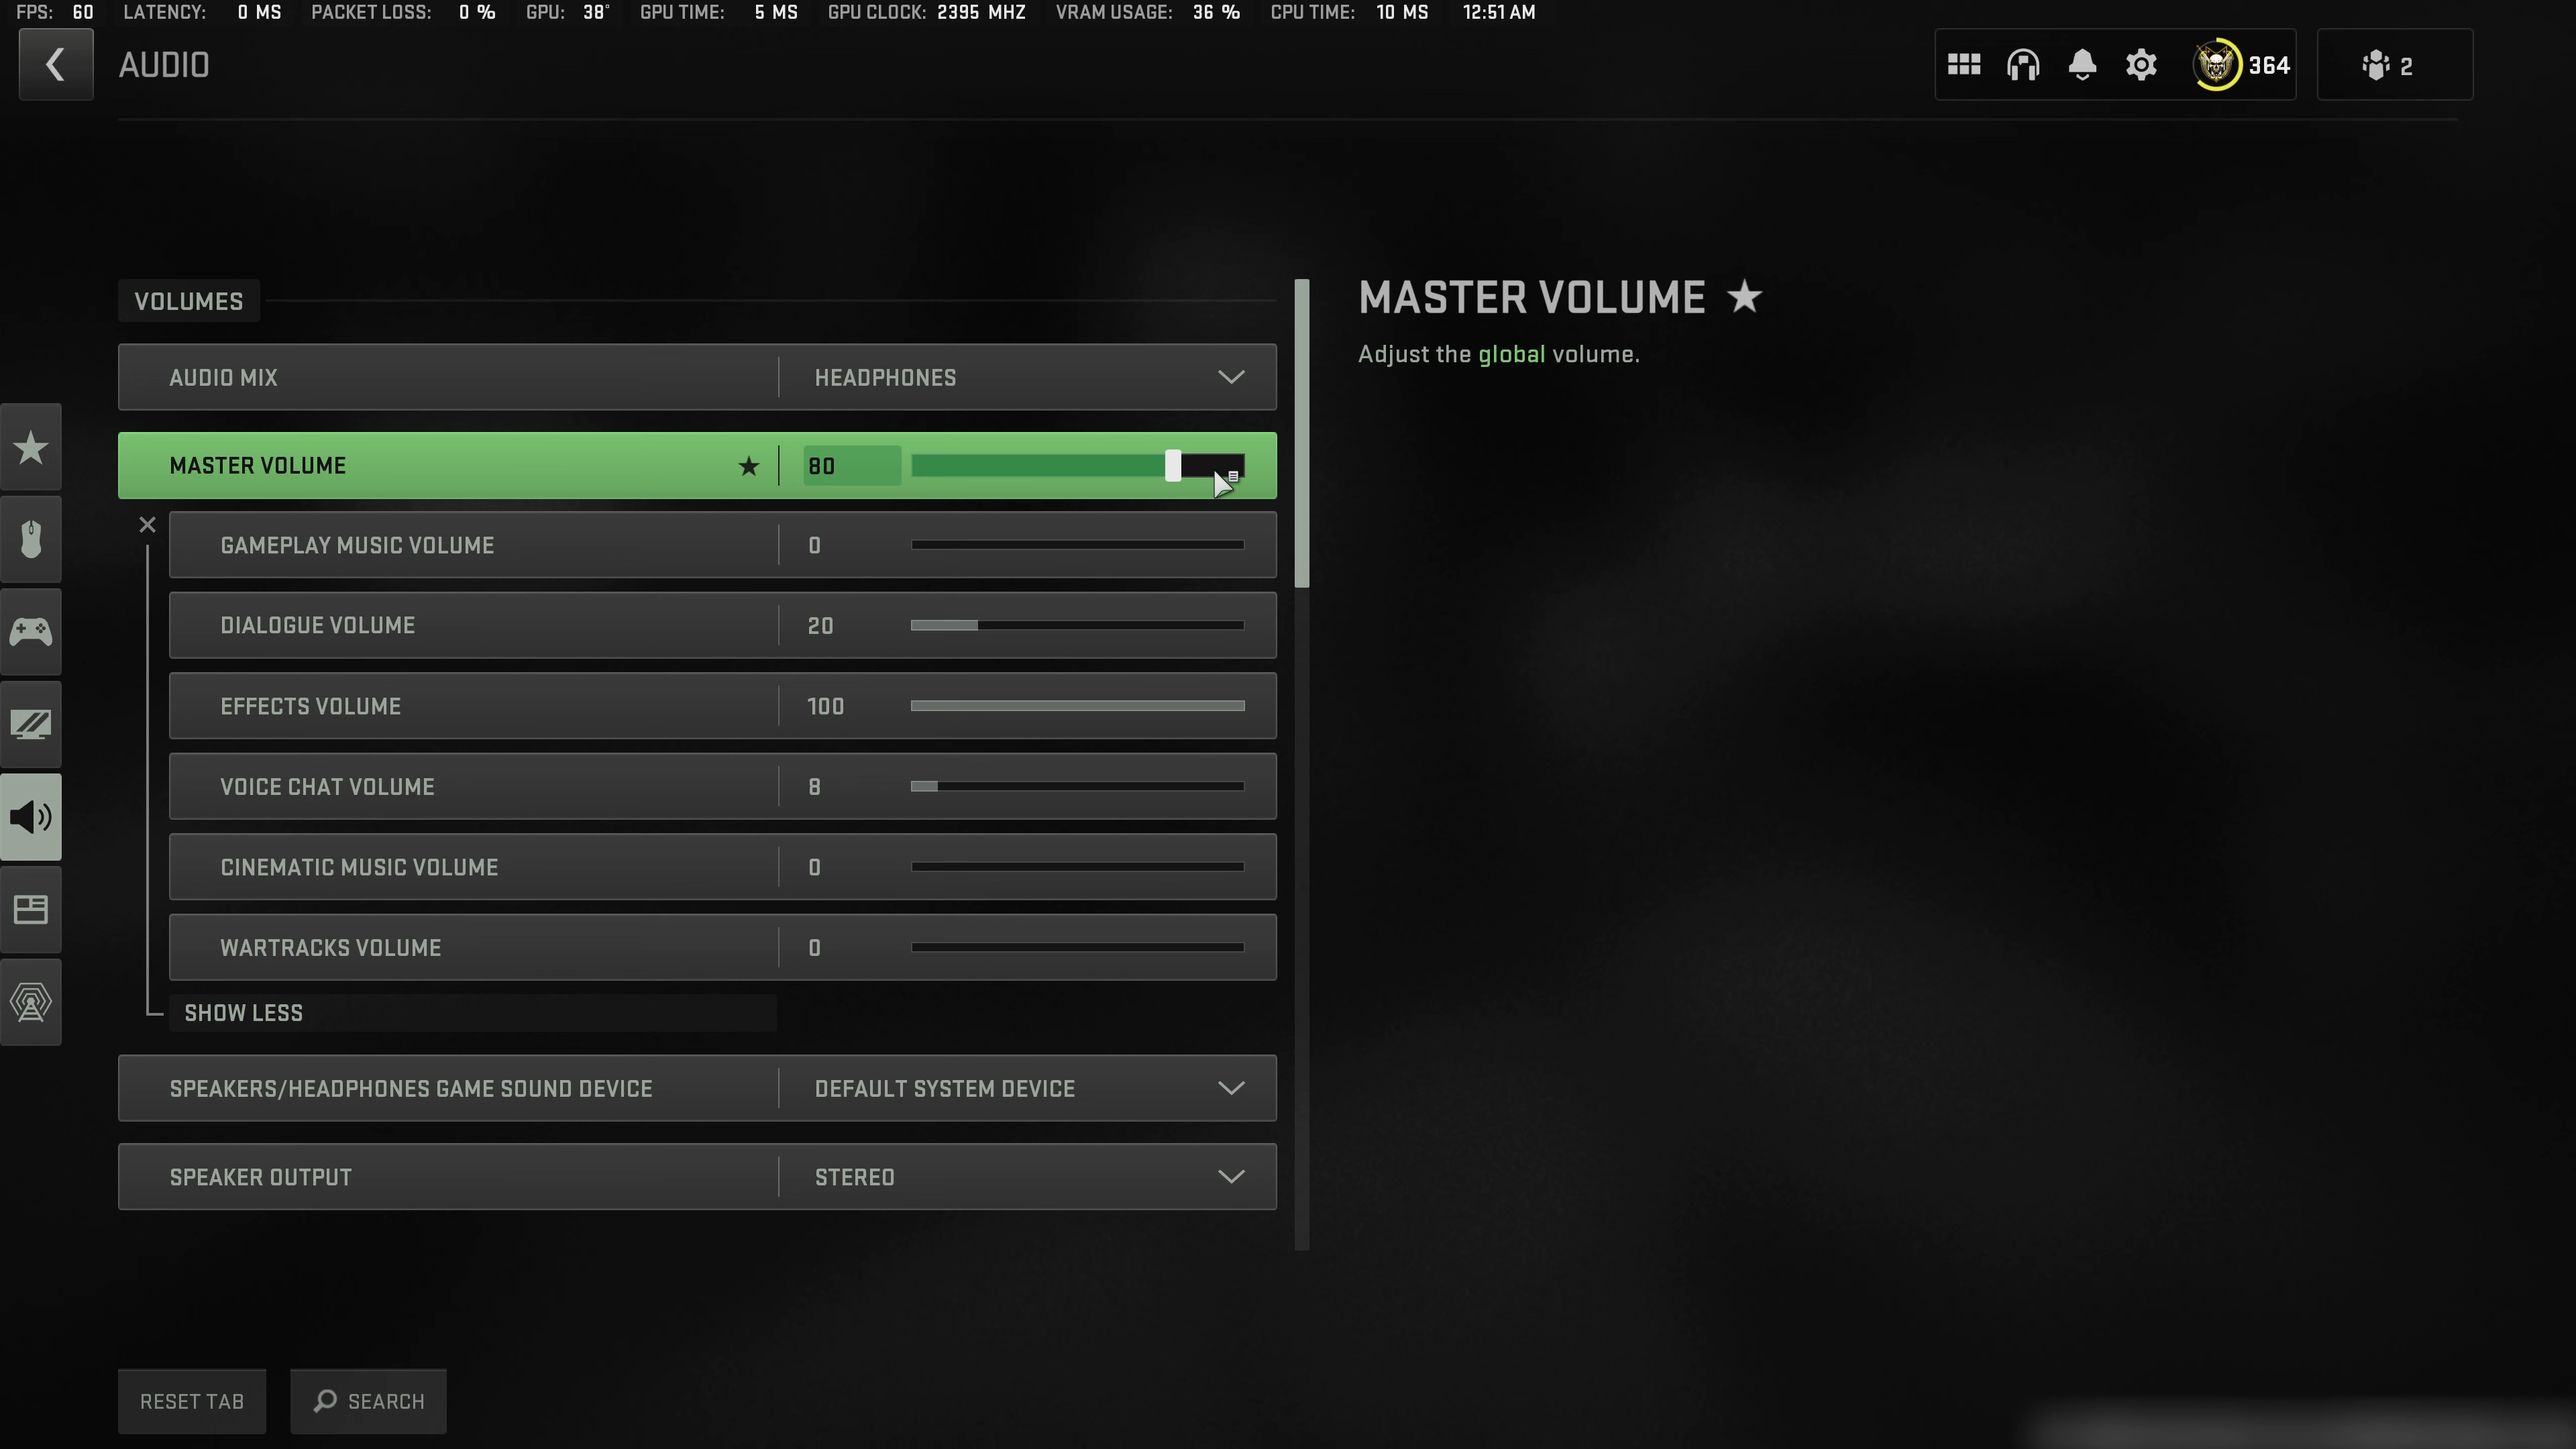 FPS: 60 LATENCY: 0 MS PACKET LOSS: 0 % GPU: 38° GPU TIME: 5 MS GPU CLOCK: 2395 MHZ VRAM USAGE: 36 % CPU TIME: 10 MS 12:51 AM
AUDIO
364
2
VOLUMES
AUDIO MIX HEADPHONES
MASTER VOLUME 80
GAMEPLAY MUSIC VOLUME 0
DIALOGUE VOLUME 20
EFFECTS VOLUME 100
VOICE CHAT VOLUME 8
CINEMATIC MUSIC VOLUME 0
WARTRACKS VOLUME 0
SHOW LESS
SPEAKERS/HEADPHONES GAME SOUND DEVICE DEFAULT SYSTEM DEVICE
SPEAKER OUTPUT STEREO
MASTER VOLUME
Adjust the global volume.
RESET TAB SEARCH